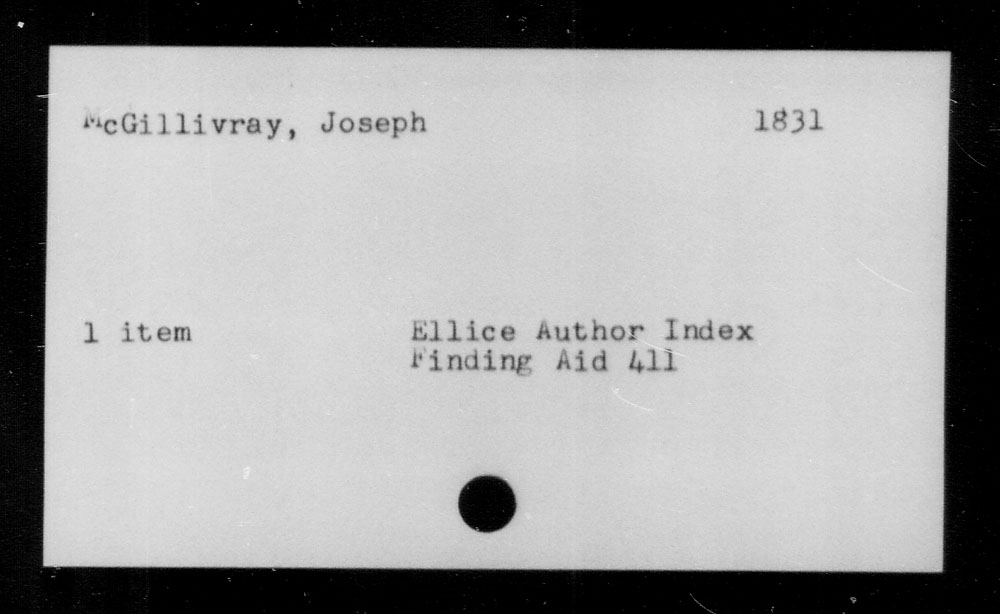 McGillivray, Joseph 1831
1 item Ellice Author Index
Finding Aid 411